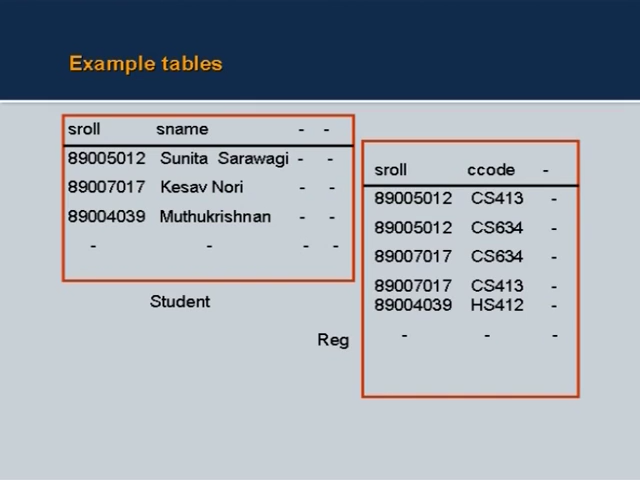 Example tables
sroll sname - -
89005012 Sunita Sarawagi - -
89007017 Kesav Nori - -
89004039 Muthukrishnan - -
- - - -
Student
sroll ccode -
89005012 CS413 -
89005012 CS634 -
89007017 CS634 -
89007017 CS413 -
89004039 HS412 -
- - -
Reg